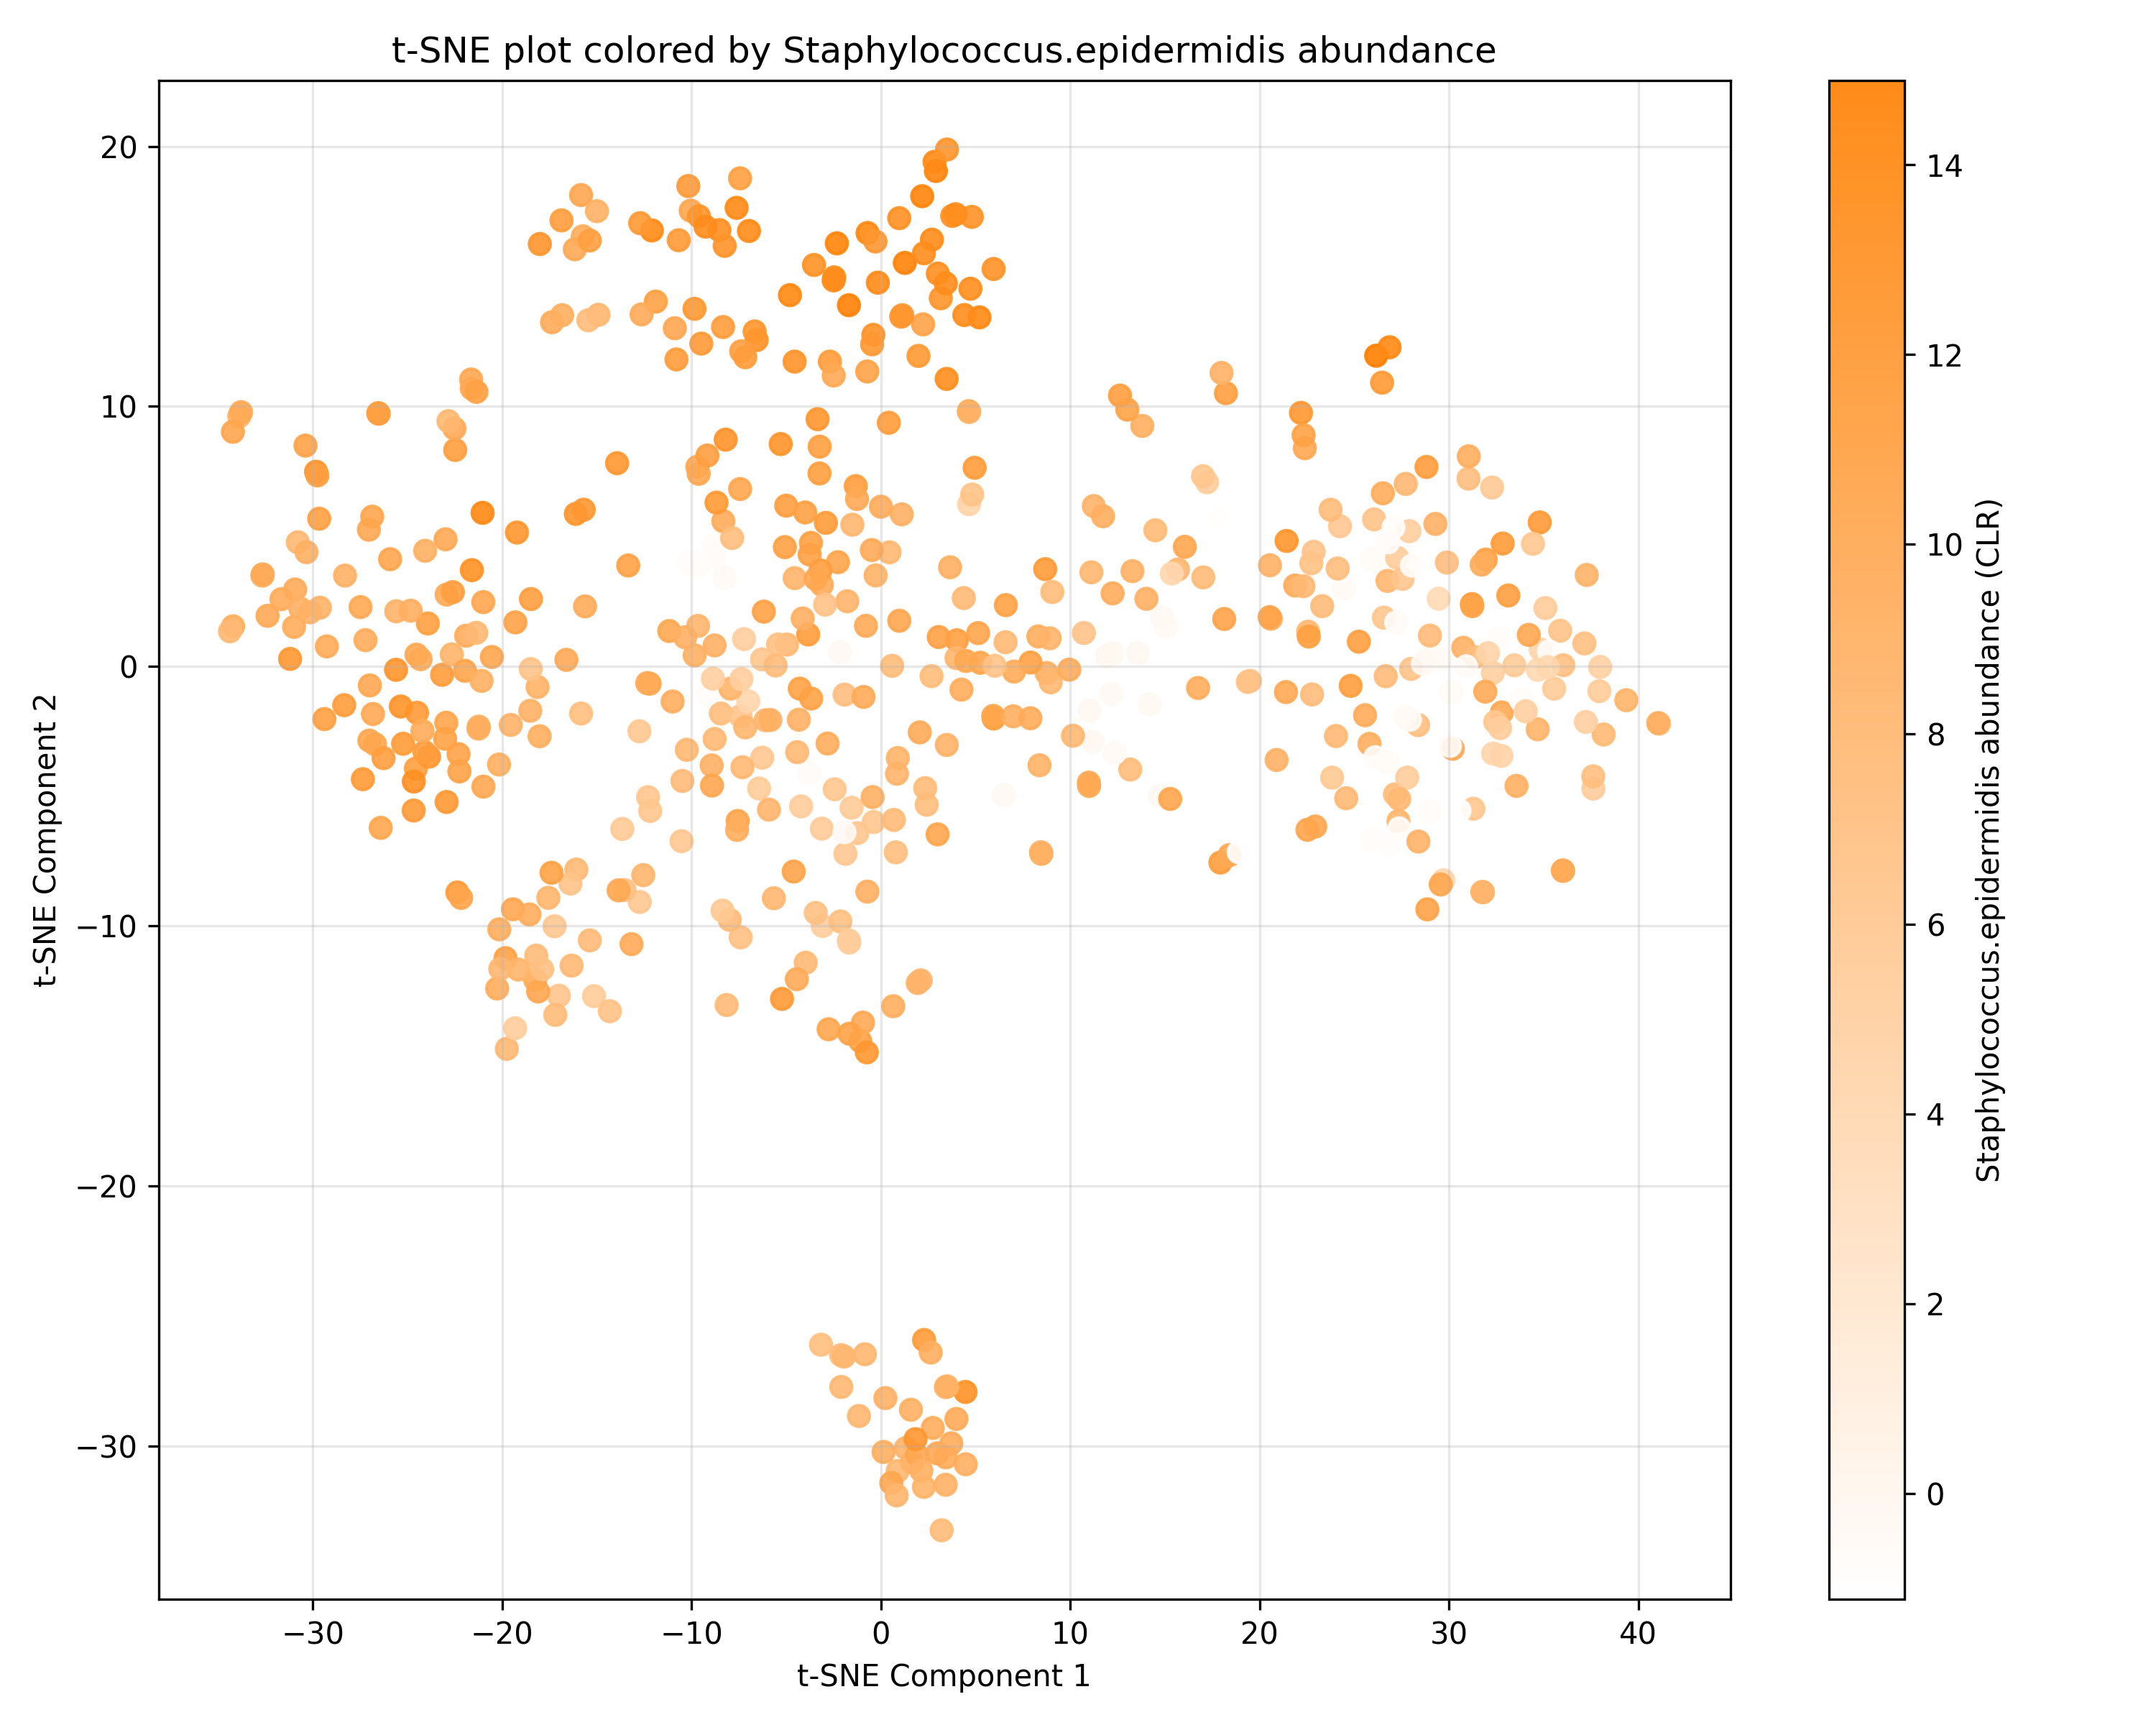 t-SNE plot colored by Staphylococcus.epidermidis abundance
20
10
0
−10
−20
−30
t-SNE Component 2
−30 −20 −10 0 10 20 30 40
t-SNE Component 1
14
12
10
8
6
4
2
0
Staphylococcus.epidermidis abundance (CLR)